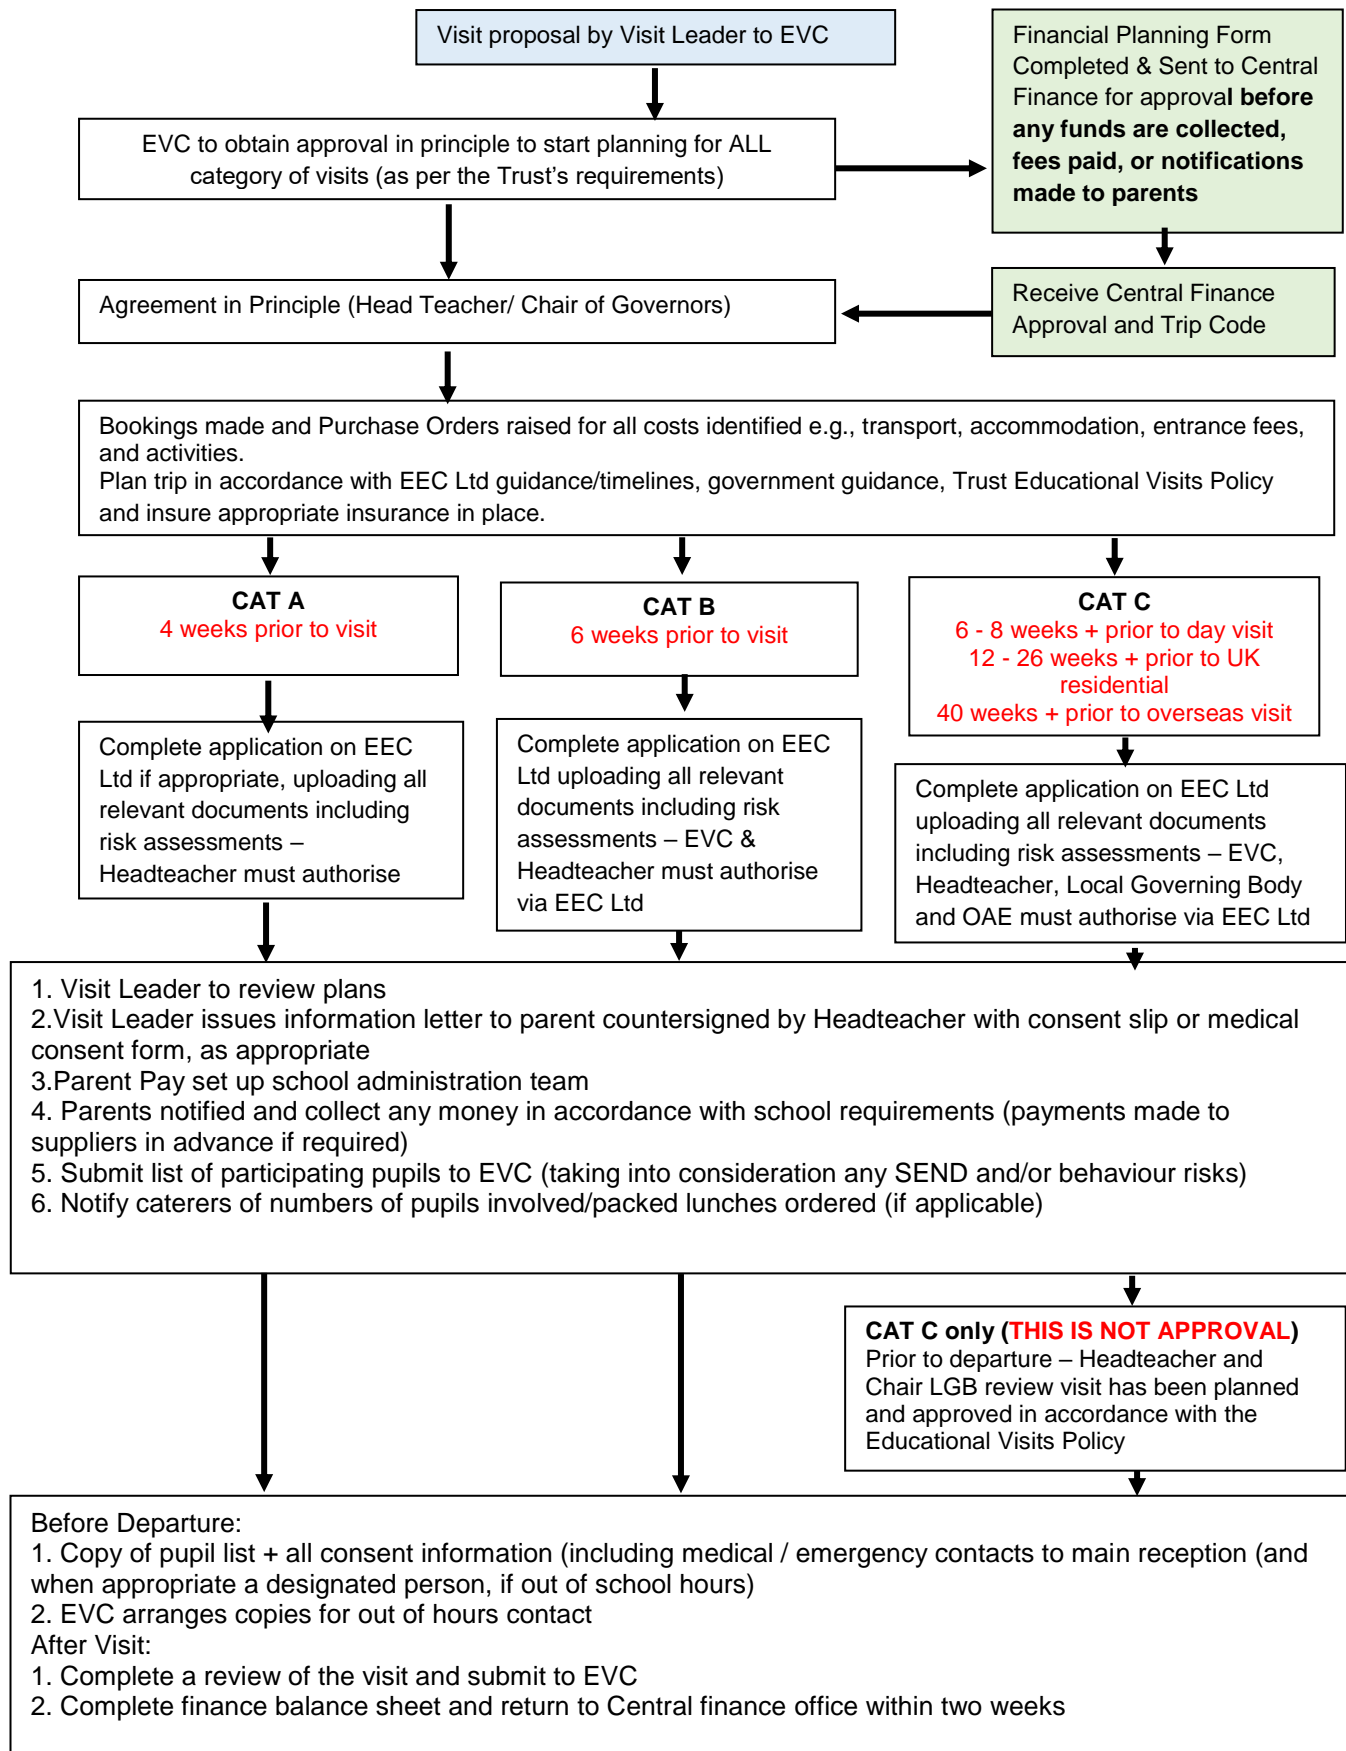 Visit proposal by Visit Leader to EVC
Financial Planning Form
Completed & Sent to Central
Finance for approval before
any funds are collected,
fees paid, or notifications
made to parents
EVC to obtain approval in principle to start planning for ALL
category of visits (as per the Trust's requirements)
Agreement in Principle (Head Teacher/ Chair of Governors)
Receive Central Finance
Approval and Trip Code
Bookings made and Purchase Orders raised for all costs identified e.g., transport, accommodation, entrance fees,
and activities.
Plan trip in accordance with EEC Ltd guidance/timelines, government guidance, Trust Educational Visits Policy
and insure appropriate insurance in place.
CAT A
4 weeks prior to visit
CAT B
6 weeks prior to visit
CAT C
6 - 8 weeks + prior to day visit
12 - 26 weeks + prior to UK
residential
40 weeks + prior to overseas visit
Complete application on EEC
Ltd if appropriate, uploading all
relevant documents including
risk assessments –
Headteacher must authorise
Complete application on EEC
Ltd uploading all relevant
documents including risk
assessments – EVC &
Headteacher must authorise
via EEC Ltd
Complete application on EEC Ltd
uploading all relevant documents
including risk assessments – EVC,
Headteacher, Local Governing Body
and OAE must authorise via EEC Ltd
1. Visit Leader to review plans
2.Visit Leader issues information letter to parent countersigned by Headteacher with consent slip or medical
consent form, as appropriate
3.Parent Pay set up school administration team
4. Parents notified and collect any money in accordance with school requirements (payments made to
suppliers in advance if required)
5. Submit list of participating pupils to EVC (taking into consideration any SEND and/or behaviour risks)
6. Notify caterers of numbers of pupils involved/packed lunches ordered (if applicable)
CAT C only (THIS IS NOT APPROVAL)
Prior to departure – Headteacher and
Chair LGB review visit has been planned
and approved in accordance with the
Educational Visits Policy
Before Departure:
1. Copy of pupil list + all consent information (including medical / emergency contacts to main reception (and
when appropriate a designated person, if out of school hours)
2. EVC arranges copies for out of hours contact
After Visit:
1. Complete a review of the visit and submit to EVC
2. Complete finance balance sheet and return to Central finance office within two weeks